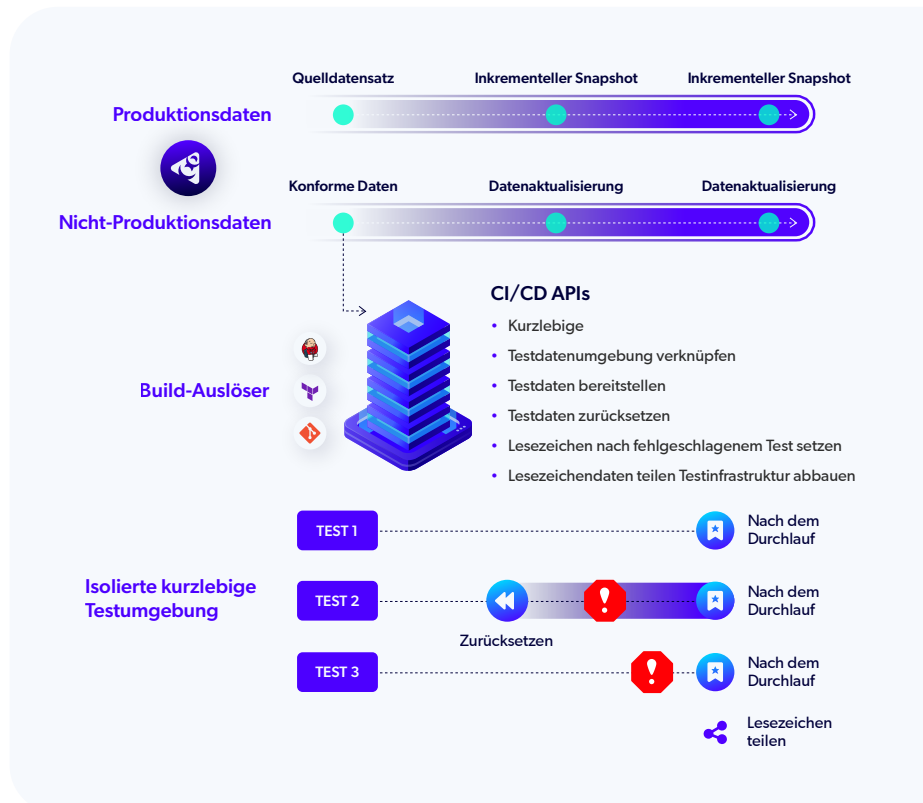 Quelldatensatz
Inkrementeller Snapshot
Inkrementeller Snapshot
Produktionsdaten
Konforme Daten
Datenaktualisierung
Datenaktualisierung
Nicht-Produktionsdaten
CI/CD APIs
• Kurzlebige
• Testdatenumgebung verknüpfen
• Testdaten bereitstellen
• Testdaten zurücksetzen
• Lesezeichen nach fehlgeschlagenem Test setzen
• Lesezeichendaten teilen Testinfrastruktur abbauen
Build-Auslöser
TEST 1
Nach dem
Durchlauf
Isolierte kurzlebige
Testumgebung
TEST 2
Zurücksetzen
Nach dem
Durchlauf
TEST 3
Nach dem
Durchlauf
Lesezeichen
teilen